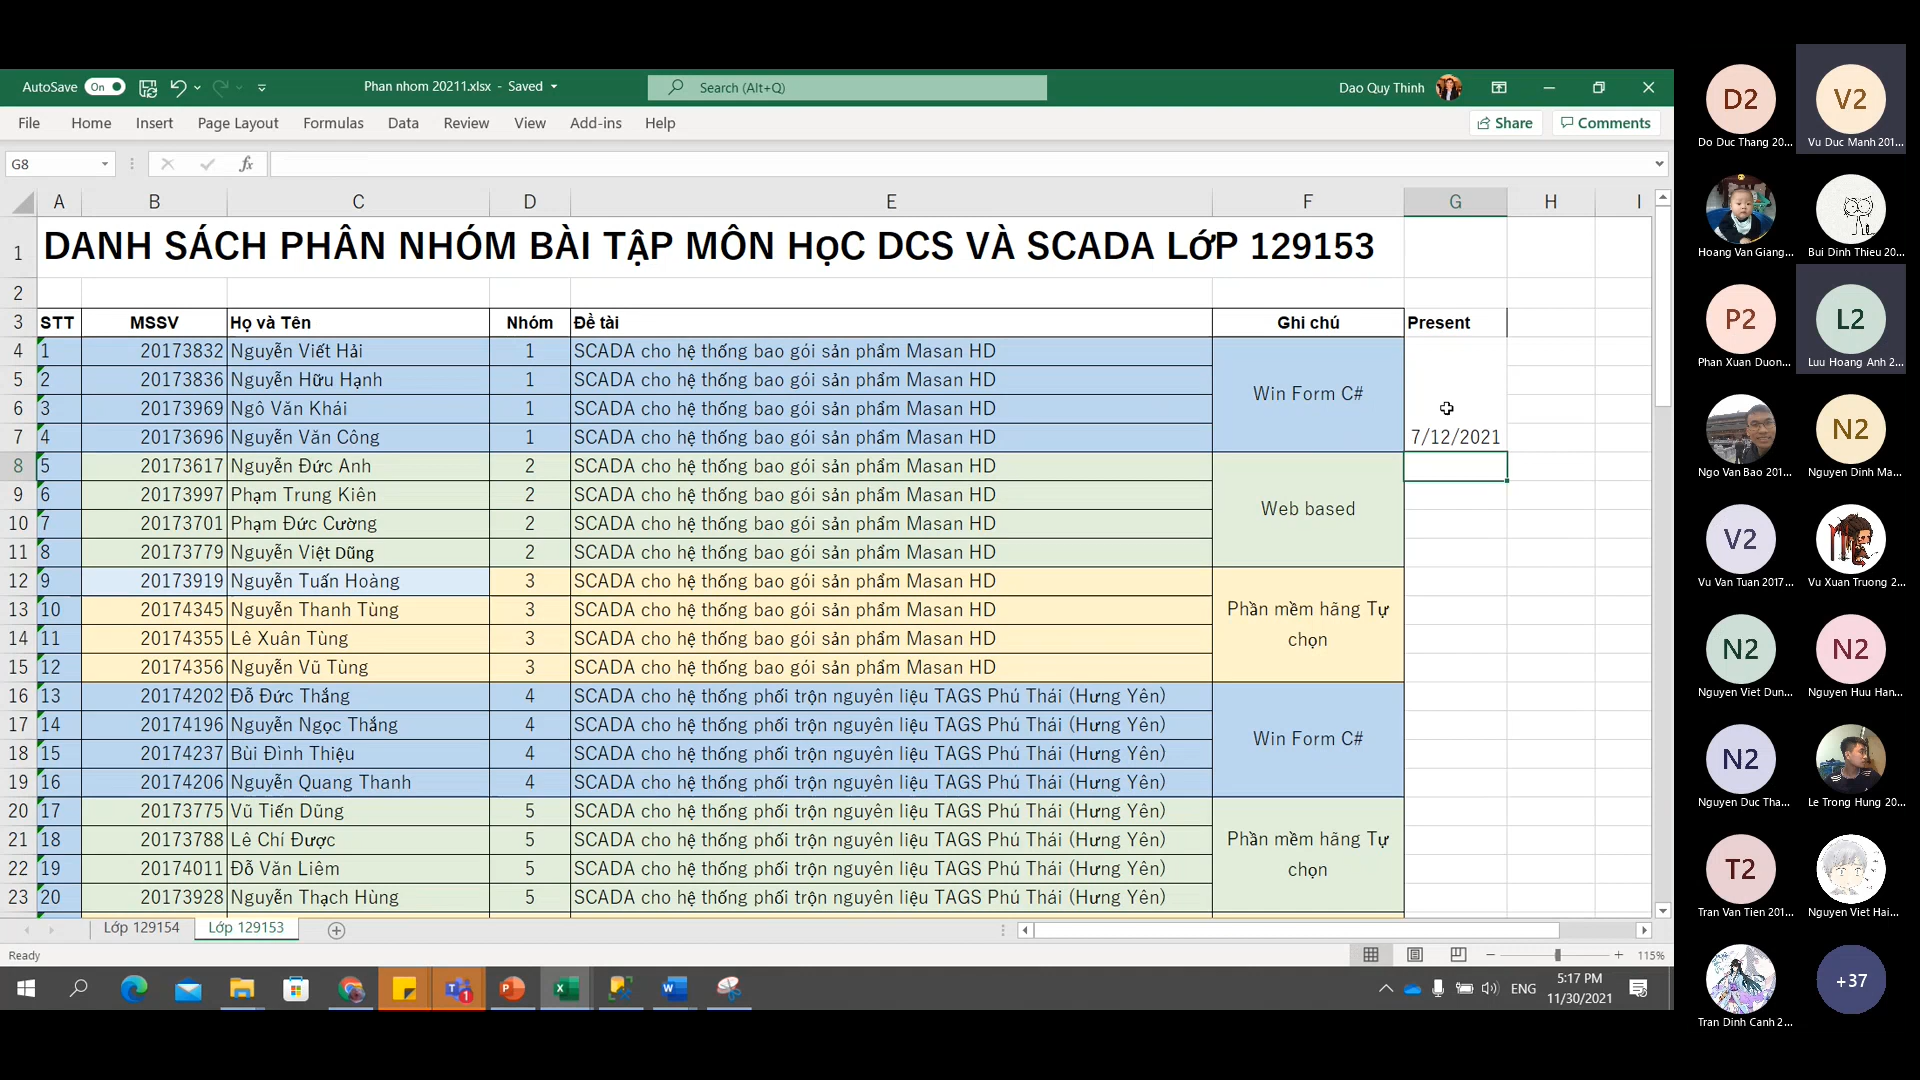 AutoSave On Phan nhom 20211.xlsx - Saved Search (Alt+Q) Dao Quy Thinh
File Home Insert Page Layout Formulas Data Review View Add-ins Help Share Comments
G8 fx
A B C D E F G H I
1 DANH SÁCH PHÂN NHÓM BÀI TẬP MÔN HỌC DCS VÀ SCADA LỚP 129153
2
3 STT MSSV Họ và Tên Nhóm Đề tài Ghi chú Present
4 1 20173832 Nguyễn Viết Hải 1 SCADA cho hệ thống bao gói sản phẩm Masan HD
5 2 20173836 Nguyễn Hữu Hạnh 1 SCADA cho hệ thống bao gói sản phẩm Masan HD
Win Form C#
6 3 20173969 Ngô Văn Khái 1 SCADA cho hệ thống bao gói sản phẩm Masan HD
7 4 20173696 Nguyễn Văn Công 1 SCADA cho hệ thống bao gói sản phẩm Masan HD 7/12/2021
8 5 20173617 Nguyễn Đức Anh 2 SCADA cho hệ thống bao gói sản phẩm Masan HD
9 6 20173997 Phạm Trung Kiên 2 SCADA cho hệ thống bao gói sản phẩm Masan HD
Web based
10 7 20173701 Phạm Đức Cường 2 SCADA cho hệ thống bao gói sản phẩm Masan HD
11 8 20173779 Nguyễn Việt Dũng 2 SCADA cho hệ thống bao gói sản phẩm Masan HD
12 9 20173919 Nguyễn Tuấn Hoàng 3 SCADA cho hệ thống bao gói sản phẩm Masan HD
13 10 20174345 Nguyễn Thanh Tùng 3 SCADA cho hệ thống bao gói sản phẩm Masan HD Phần mềm hãng Tự
14 11 20174355 Lê Xuân Tùng 3 SCADA cho hệ thống bao gói sản phẩm Masan HD chọn
15 12 20174356 Nguyễn Vũ Tùng 3 SCADA cho hệ thống bao gói sản phẩm Masan HD
16 13 20174202 Đỗ Đức Thắng 4 SCADA cho hệ thống phối trộn nguyên liệu TAGS Phú Thái (Hưng Yên)
17 14 20174196 Nguyễn Ngọc Thắng 4 SCADA cho hệ thống phối trộn nguyên liệu TAGS Phú Thái (Hưng Yên)
Win Form C#
18 15 20174237 Bùi Đình Thiệu 4 SCADA cho hệ thống phối trộn nguyên liệu TAGS Phú Thái (Hưng Yên)
19 16 20174206 Nguyễn Quang Thanh 4 SCADA cho hệ thống phối trộn nguyên liệu TAGS Phú Thái (Hưng Yên)
20 17 20173775 Vũ Tiến Dũng 5 SCADA cho hệ thống phối trộn nguyên liệu TAGS Phú Thái (Hưng Yên)
21 18 20173788 Lê Chí Được 5 SCADA cho hệ thống phối trộn nguyên liệu TAGS Phú Thái (Hưng Yên) Phần mềm hãng Tự
22 19 20174011 Đỗ Văn Liêm 5 SCADA cho hệ thống phối trộn nguyên liệu TAGS Phú Thái (Hưng Yên) chọn
23 20 20173928 Nguyễn Thạch Hùng 5 SCADA cho hệ thống phối trộn nguyên liệu TAGS Phú Thái (Hưng Yên)
Lớp 129154 Lớp 129153
Ready 115%
ENG 5:17 PM
11/30/2021
D2 V2
Do Duc Thang 20... Vu Duc Manh 201...
Hoang Van Giang... Bui Dinh Thieu 20...
P2 L2
Phan Xuan Duon... Luu Hoang Anh 2...
N2
Ngo Van Bao 201... Nguyen Dinh Ma...
V2
Vu Van Tuan 2017... Vu Xuan Truong 2...
N2 N2
Nguyen Viet Dun... Nguyen Huu Han...
N2
Nguyen Duc Tha... Le Trong Hung 20...
T2
Tran Van Tien 201... Nguyen Viet Hai...
+37
Tran Dinh Canh 2...